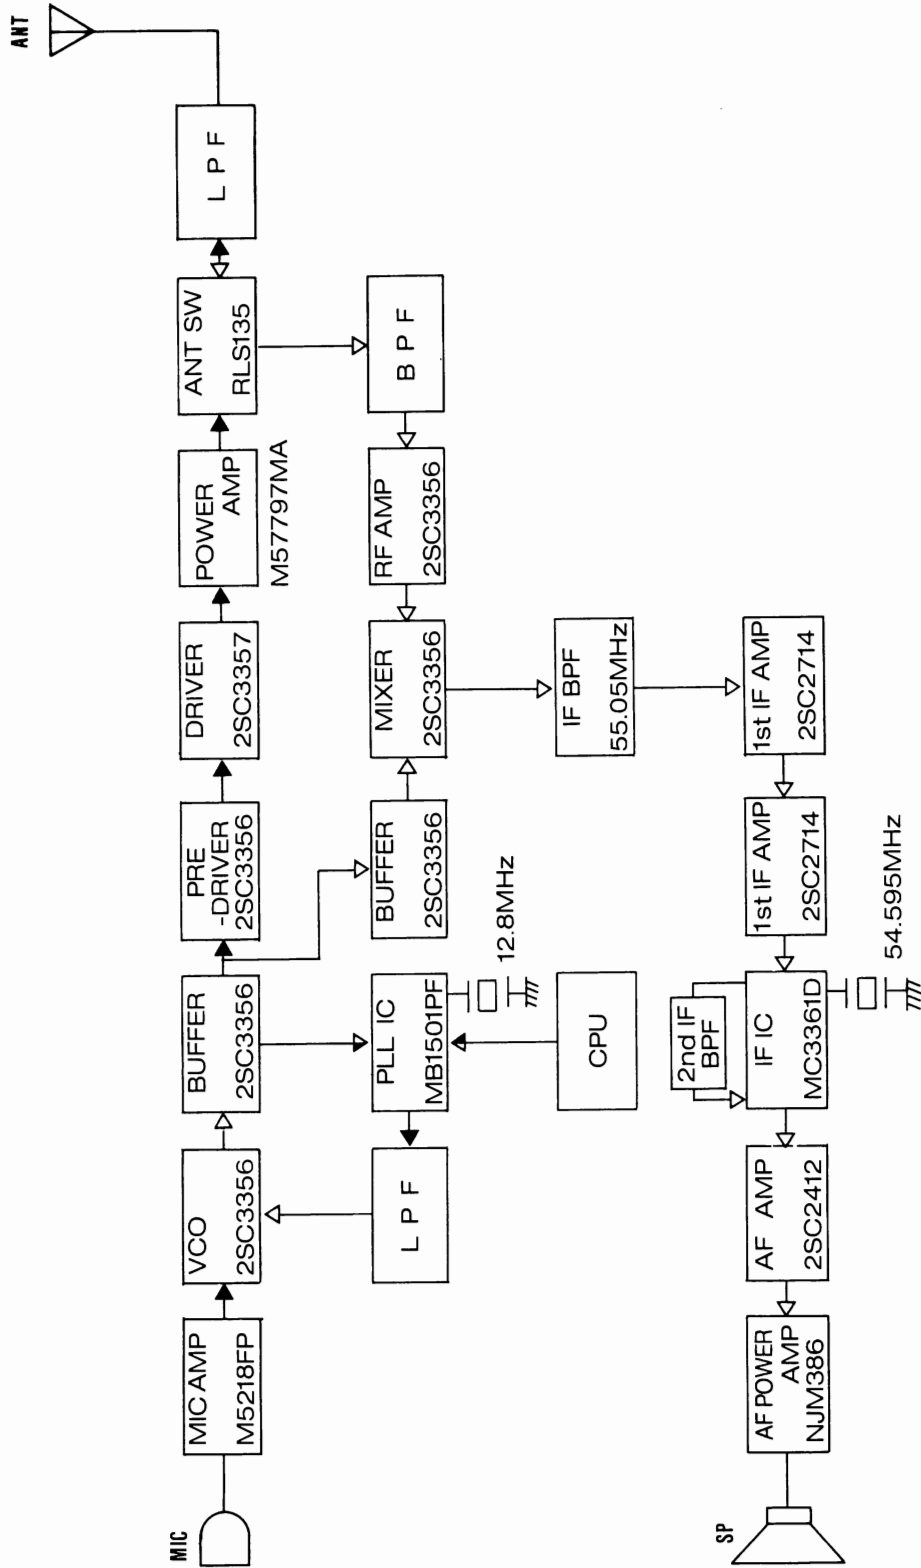 ANT
L P F
ANT SW
RLS135
POWER
AMP
M57797MA
DRIVER
2SC3357
PRE
-DRIVER
2SC3356
BUFFER
2SC3356
VCO
2SC3356
MIC AMP
M5218FP
MIC
B P F
RF AMP
2SC3356
MIXER
2SC3356
BUFFER
2SC3356
PLL IC
MB1501PF
12.8MHz
L P F
CPU
IF BPF
55.05MHz
1st IF AMP
2SC2714
1st IF AMP
2SC2714
2nd IF
BPF
IF IC
MC3361D
54.595MHz
AF AMP
2SC2412
AF POWER
AMP
NJM386
SP